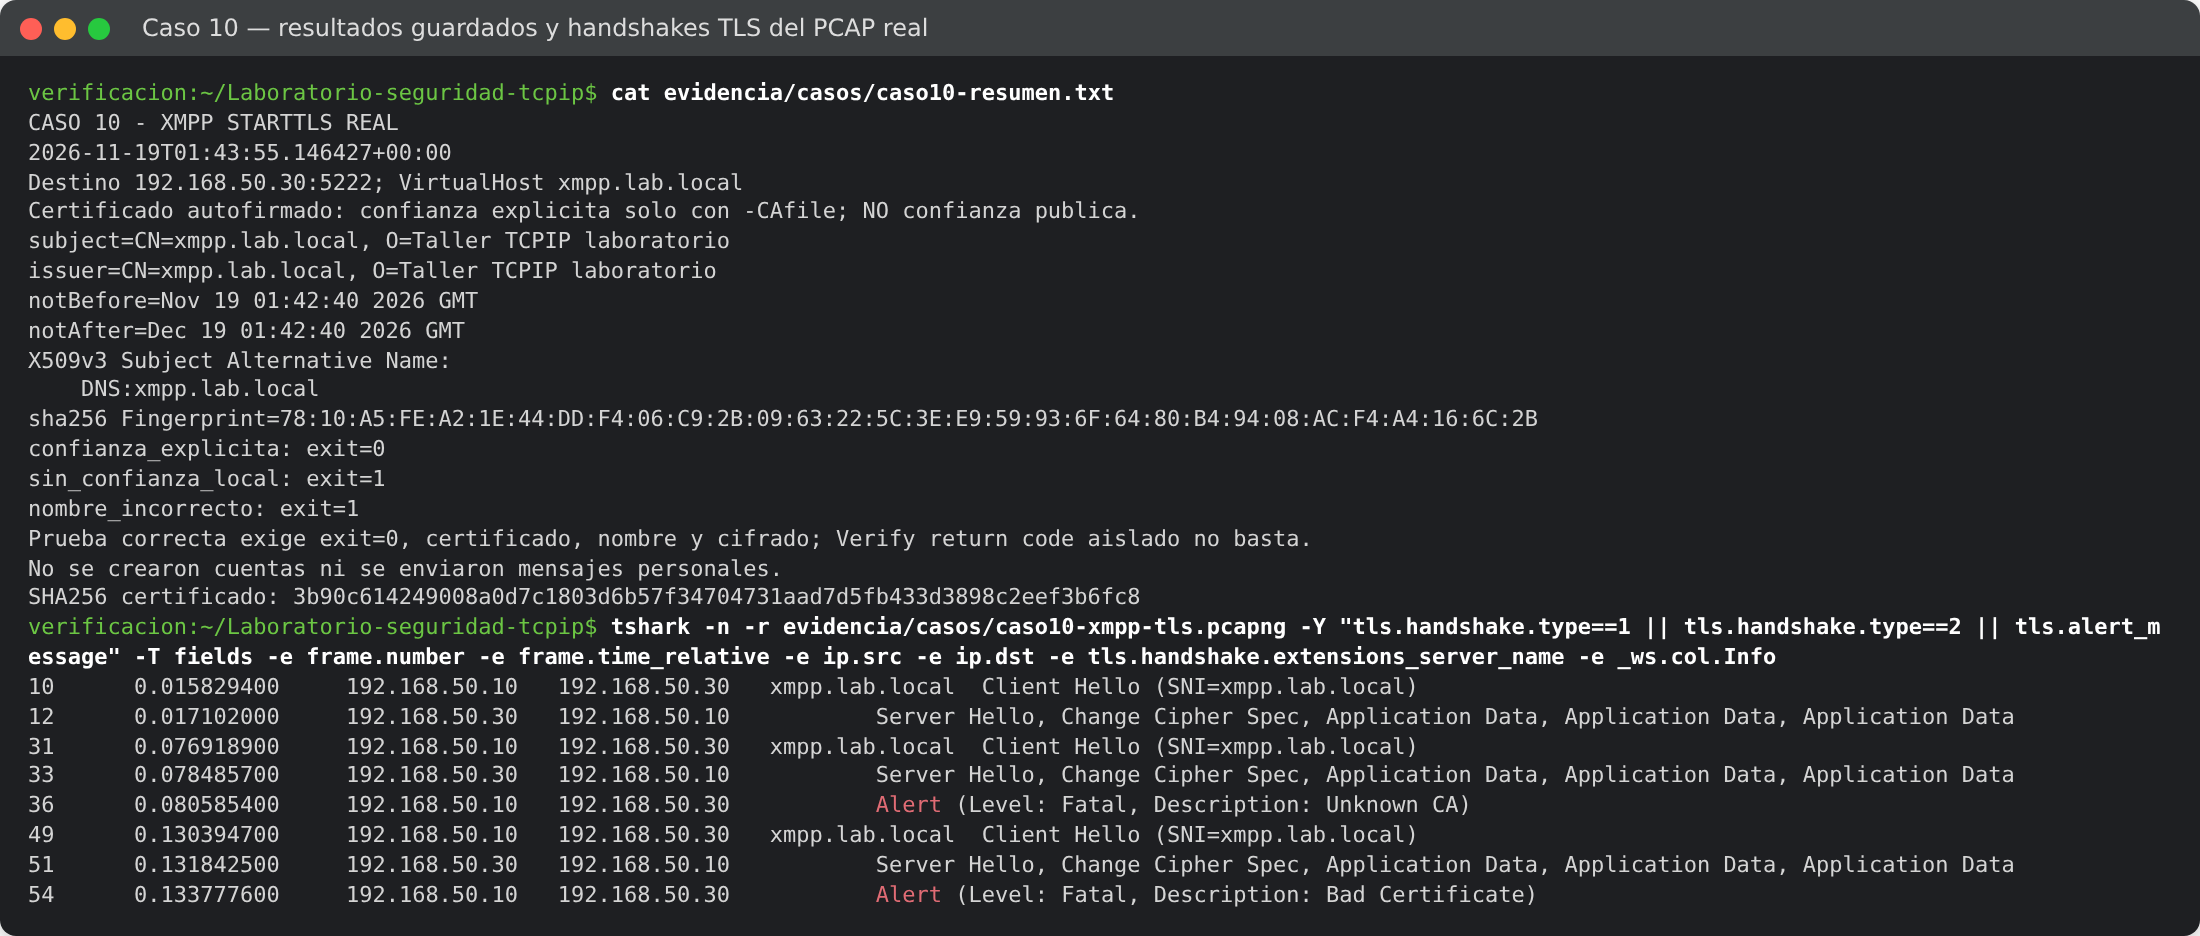 Caso 10 — resultados guardados y handshakes TLS del PCAP real
verificacion:~/Laboratorio-seguridad-tcpip$ cat evidencia/casos/caso10-resumen.txt
CASO 10 - XMPP STARTTLS REAL
2026-11-19T01:43:55.146427+00:00
Destino 192.168.50.30:5222; VirtualHost xmpp.lab.local
Certificado autofirmado: confianza explicita solo con -CAfile; NO confianza publica.
subject=CN=xmpp.lab.local, O=Taller TCPIP laboratorio
issuer=CN=xmpp.lab.local, O=Taller TCPIP laboratorio
notBefore=Nov 19 01:42:40 2026 GMT
notAfter=Dec 19 01:42:40 2026 GMT
X509v3 Subject Alternative Name:
    DNS:xmpp.lab.local
sha256 Fingerprint=78:10:A5:FE:A2:1E:44:DD:F4:06:C9:2B:09:63:22:5C:3E:E9:59:93:6F:64:80:B4:94:08:AC:F4:A4:16:6C:2B
confianza_explicita: exit=0
sin_confianza_local: exit=1
nombre_incorrecto: exit=1
Prueba correcta exige exit=0, certificado, nombre y cifrado; Verify return code aislado no basta.
No se crearon cuentas ni se enviaron mensajes personales.
SHA256 certificado: 3b90c614249008a0d7c1803d6b57f34704731aad7d5fb433d3898c2eef3b6fc8
verificacion:~/Laboratorio-seguridad-tcpip$ tshark -n -r evidencia/casos/caso10-xmpp-tls.pcapng -Y "tls.handshake.type==1 || tls.handshake.type==2 || tls.alert_m
essage" -T fields -e frame.number -e frame.time_relative -e ip.src -e ip.dst -e tls.handshake.extensions_server_name -e _ws.col.Info
10      0.015829400     192.168.50.10   192.168.50.30   xmpp.lab.local  Client Hello (SNI=xmpp.lab.local)
12      0.017102000     192.168.50.30   192.168.50.10           Server Hello, Change Cipher Spec, Application Data, Application Data, Application Data
31      0.076918900     192.168.50.10   192.168.50.30   xmpp.lab.local  Client Hello (SNI=xmpp.lab.local)
33      0.078485700     192.168.50.30   192.168.50.10           Server Hello, Change Cipher Spec, Application Data, Application Data, Application Data
36      0.080585400     192.168.50.10   192.168.50.30           Alert (Level: Fatal, Description: Unknown CA)
49      0.130394700     192.168.50.10   192.168.50.30   xmpp.lab.local  Client Hello (SNI=xmpp.lab.local)
51      0.131842500     192.168.50.30   192.168.50.10           Server Hello, Change Cipher Spec, Application Data, Application Data, Application Data
54      0.133777600     192.168.50.10   192.168.50.30           Alert (Level: Fatal, Description: Bad Certificate)